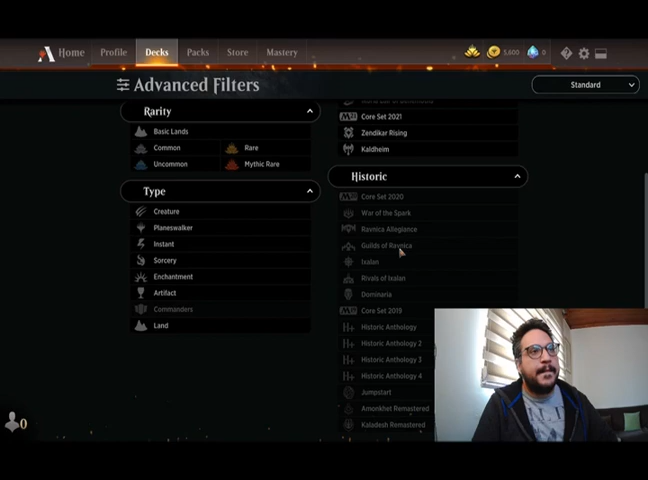 Home
Profile
Decks
Packs
Store
Mastery
5,600
0
Advanced Filters
Standard
Rarity
Basic Lands
Common
Rare
Uncommon
Mythic Rare
Type
Creature
Planeswalker
Instant
Sorcery
Enchantment
Artifact
Commanders
Land
Core Set 2021
Zendikar Rising
Kaldheim
Historic
Core Set 2020
War of the Spark
Ravnica Allegiance
Guilds of Ravnica
Ixalan
Rivals of Ixalan
Dominaria
Core Set 2019
Historic Anthology
Historic Anthology 2
Historic Anthology 3
Historic Anthology 4
Jumpstart
Amonkhet Remastered
Kaladesh Remastered
0